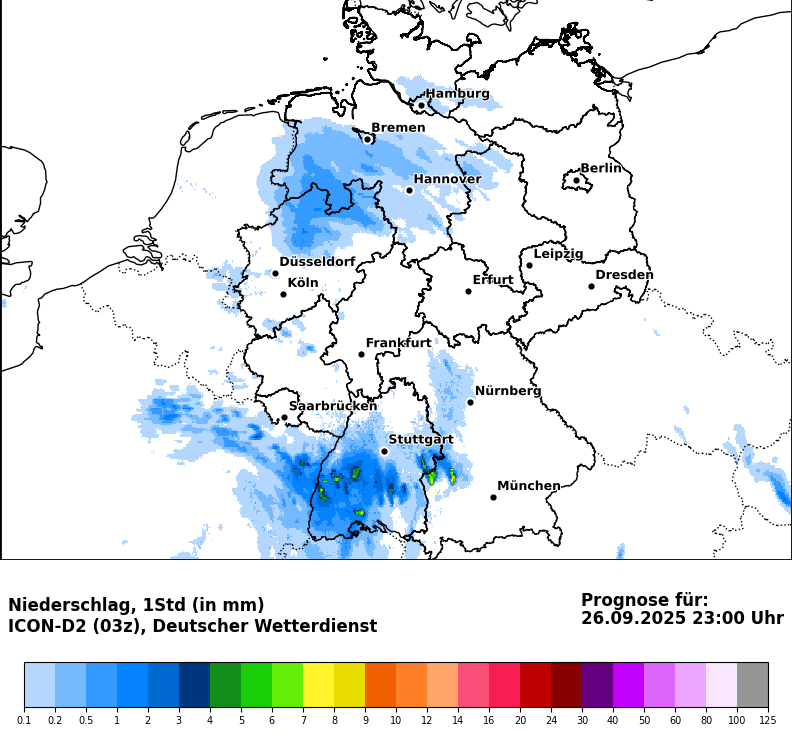 Hamburg
Bremen
Berlin
Hannover
Leipzig
Düsseldorf
Dresden
Köln
Erfurt
Frankfurt
Nürnberg
Saarbrücken
Stuttgart
München
Niederschlag, 1Std (in mm)
ICON-D2 (03z), Deutscher Wetterdienst
Prognose für:
26.09.2025 23:00 Uhr
0.1 0.2 0.5 1 2 3 4 5 6 7 8 9 10 12 14 16 20 24 30 40 50 60 80 100 125